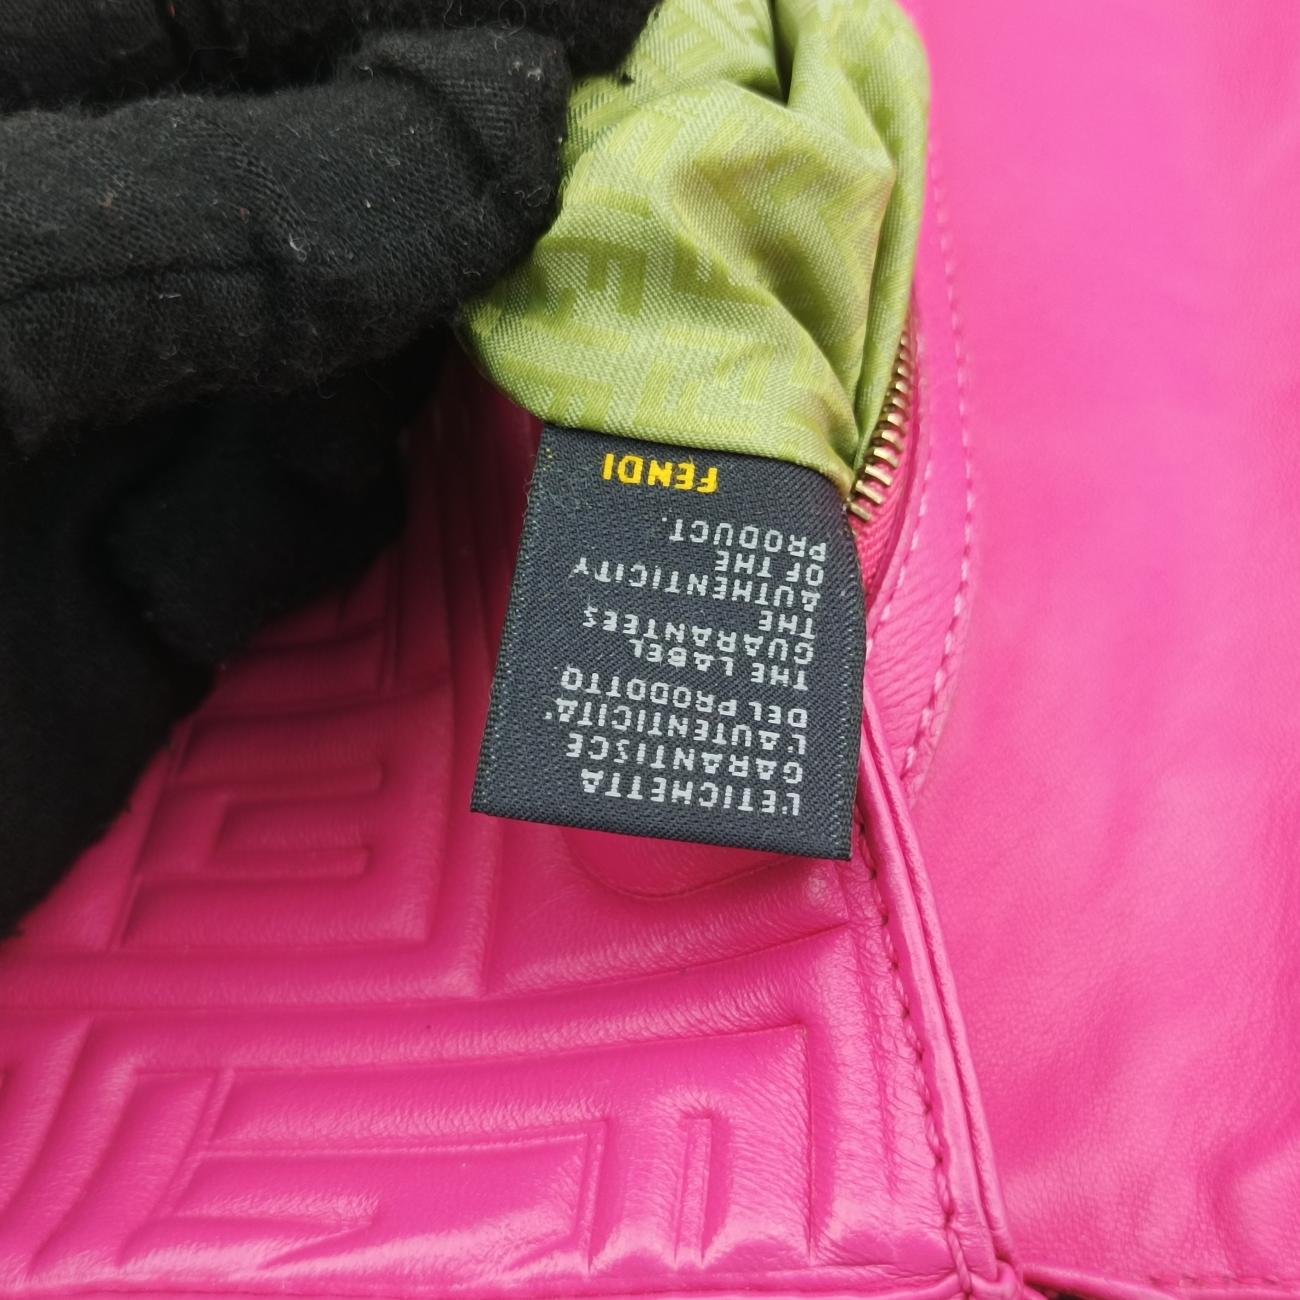 L'ETICHETTA
GARANTISCE
L'AUTENTICITA'
DEL PRODOTTO
THE LABEL
GUARANTEES
THE
AUTHENTICITY
OF THE
PRODUCT.
FENDI